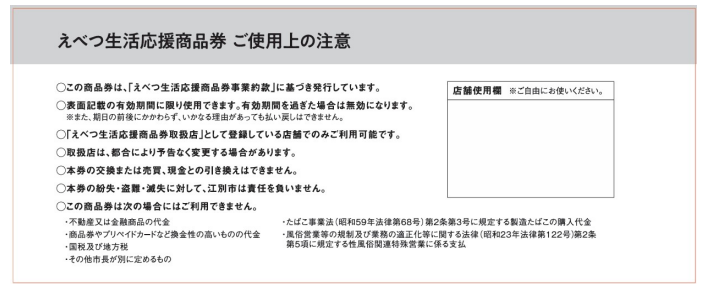 えべつ生活応援商品券 ご使用上の注意
○この商品券は、「えべつ生活応援商品券事業約款」に基づき発行しています。
○表面記載の有効期間に限り使用できます。有効期間を過ぎた場合は無効になります。
※また、期日の前後にかかわらず、いかなる理由があっても払い戻しはできません。
○「えべつ生活応援商品券取扱店」として登録している店舗でのみご利用可能です。
○取扱店は、都合により予告なく変更する場合があります。
○本券の交換または売買、現金との引き換えはできません。
○本券の紛失・盗難・滅失に対して、江別市は責任を負いません。
○この商品券は次の場合にはご利用できません。
・不動産又は金融商品の代金
・商品券やプリペイドカードなど換金性の高いものの代金
・国税及び地方税
・その他市長が別に定めるもの
・たばこ事業法(昭和59年法律第68号)第2条第3号に規定する製造たばこの購入代金
・風俗営業等の規制及び業務の適正化等に関する法律(昭和23年法律第122号)第2条
第5項に規定する性風俗関連特殊営業に係る支払
店舗使用欄 ※ご自由にお使いください。